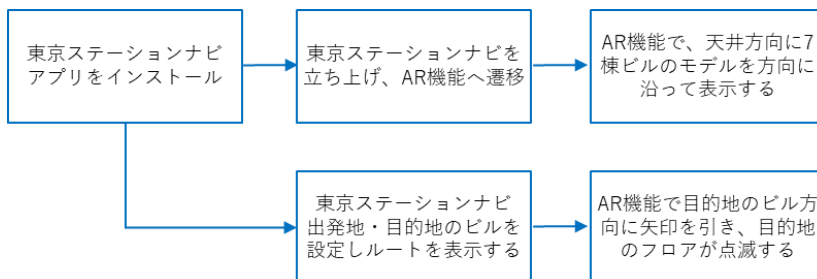 東京ステーションナビ
アプリをインストール
東京ステーションナビを
立ち上げ、AR機能へ遷移
AR機能で、天井方向に7
棟ビルのモデルを方向に
沿って表示する
東京ステーションナビ
出発地・目的地のビルを
設定しルートを表示する
AR機能で目的地のビル方
向に矢印を引き、目的地
のフロアが点滅する